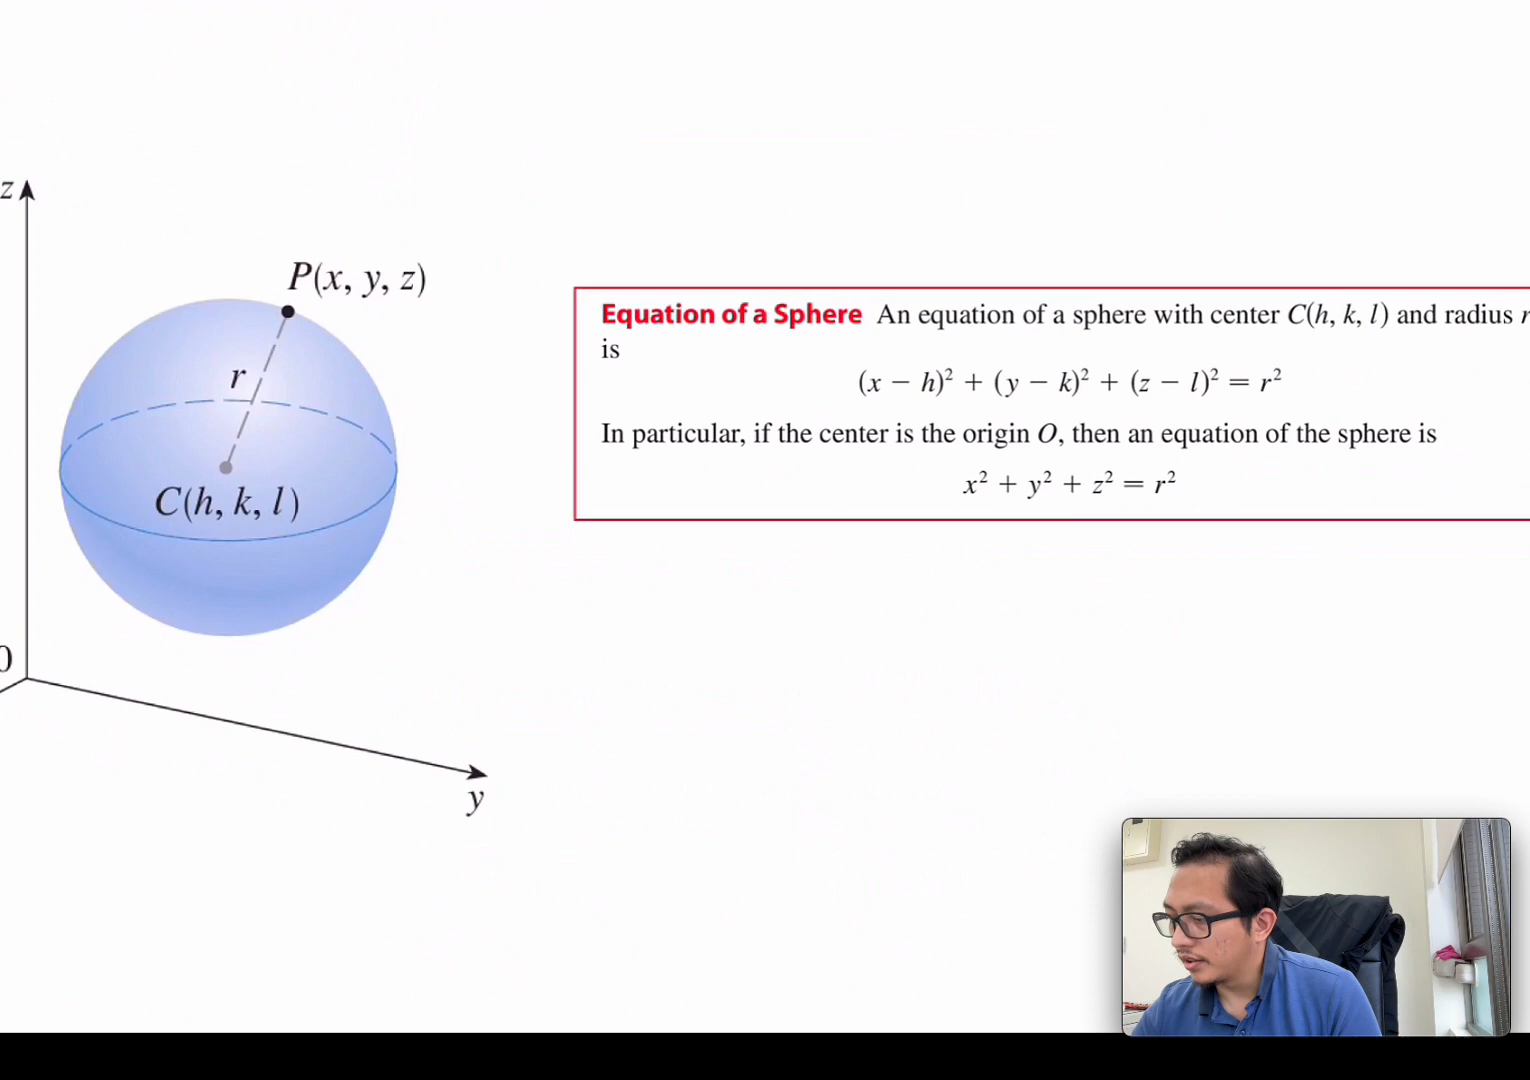 z
P(x, y, z)
r
C(h, k, l)
0
y
Equation of a Sphere An equation of a sphere with center C(h, k, l) and radius r
is
(x − h)² + (y − k)² + (z − l)² = r²
In particular, if the center is the origin O, then an equation of the sphere is
x² + y² + z² = r²